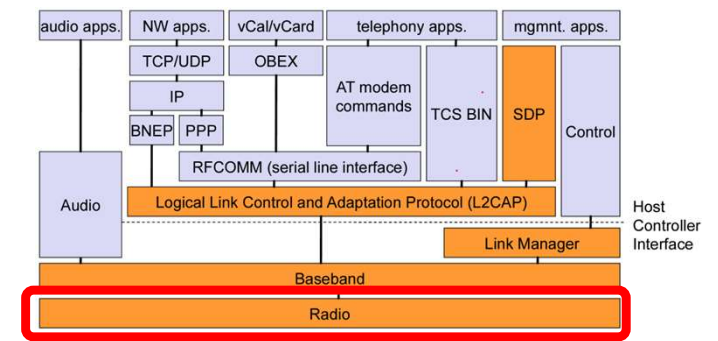 audio apps.
NW apps.
vCal/vCard
telephony apps.
mgmnt. apps.
TCP/UDP
OBEX
AT modem
commands
TCS BIN
SDP
Control
IP
BNEP
PPP
RFCOMM (serial line interface)
Audio
Logical Link Control and Adaptation Protocol (L2CAP)
Host
Controller
Interface
Link Manager
Baseband
Radio